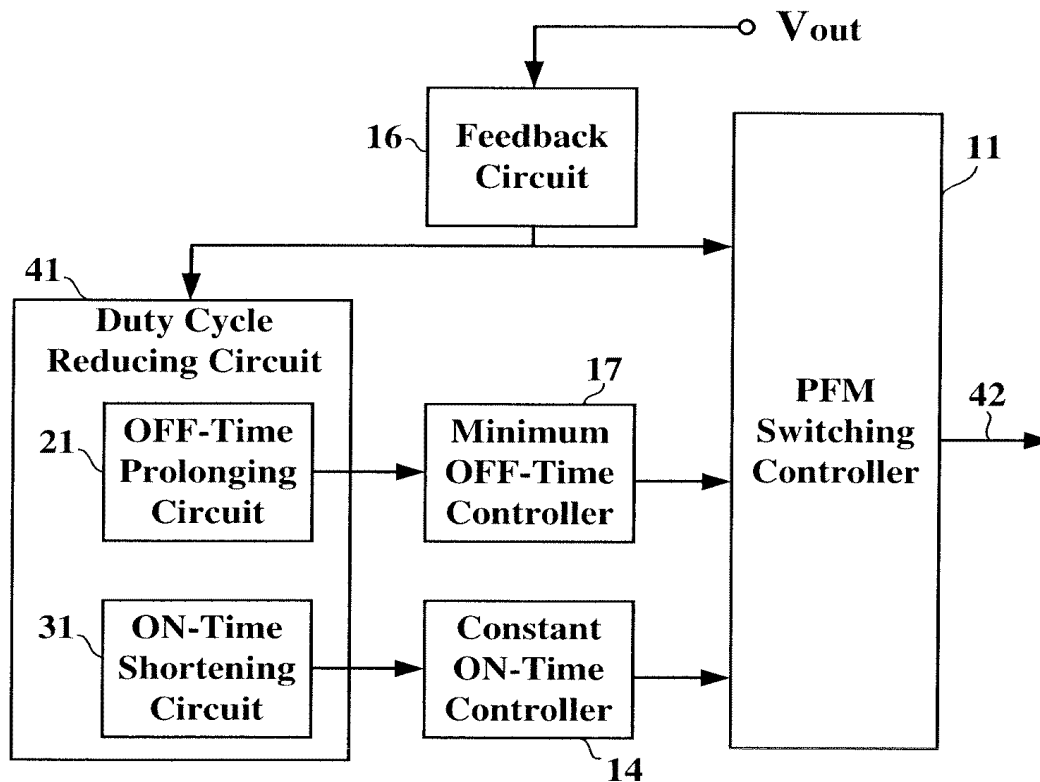 Vout
16
Feedback
Circuit
11
41
Duty Cycle
Reducing Circuit
21
OFF-Time
Prolonging
Circuit
17
Minimum
OFF-Time
Controller
PFM
Switching
Controller
42
31
ON-Time
Shortening
Circuit
Constant
ON-Time
Controller
14